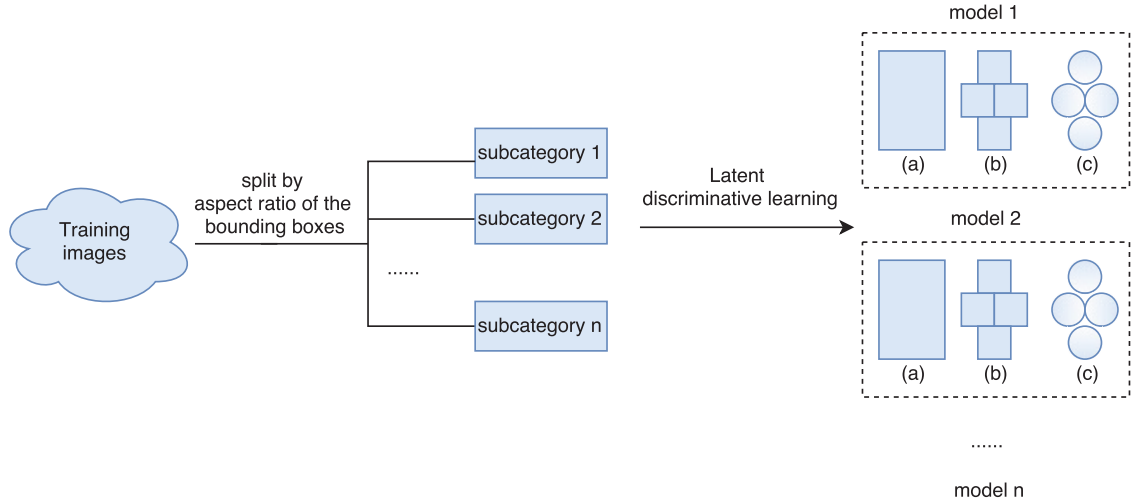 Training
images
split by
aspect ratio of the
bounding boxes
subcategory 1
subcategory 2
......
subcategory n
Latent
discriminative learning
model 1
(a) (b) (c)
model 2
(a) (b) (c)
......
model n